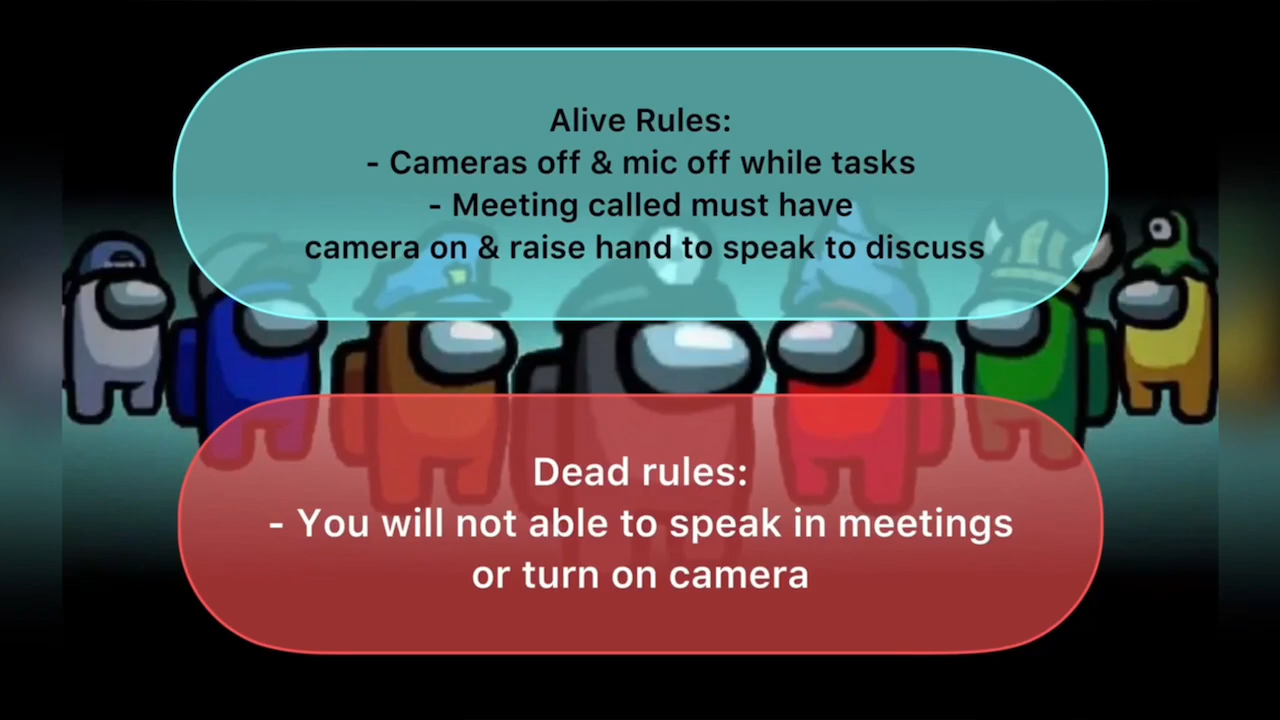 Alive Rules:
- Cameras off & mic off while tasks
- Meeting called must have
camera on & raise hand to speak to discuss
Dead rules:
- You will not able to speak in meetings
or turn on camera